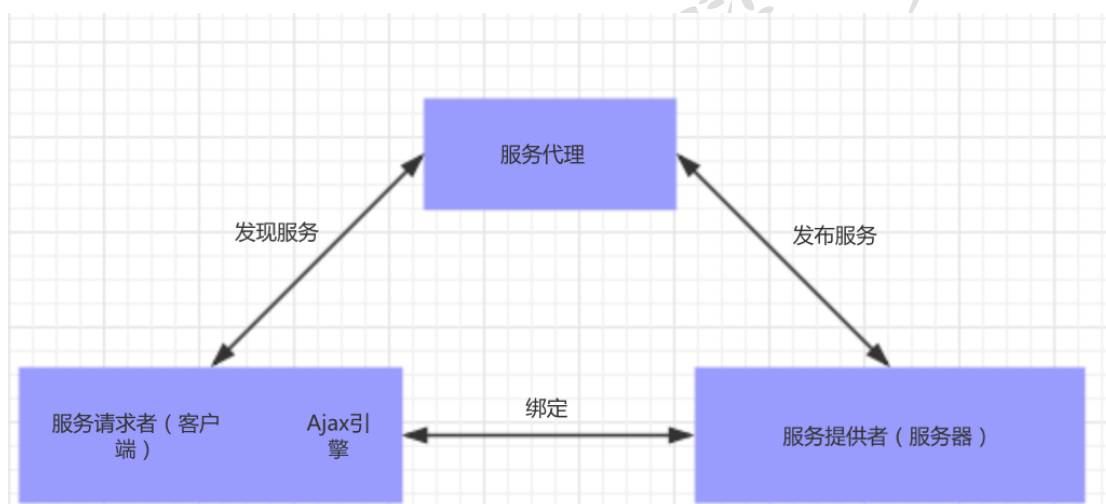 服务代理
发现服务
发布服务
服务请求者（客户
端）
Ajax引
擎
绑定
服务提供者（服务器）